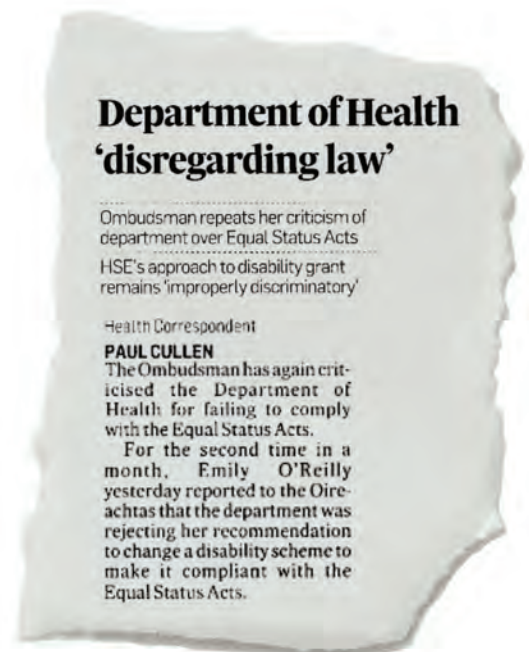 Department of Health
‘disregarding law’
Ombudsman repeats her criticism of
department over Equal Status Acts
HSE's approach to disability grant
remains 'improperly discriminatory'
Health Correspondent
PAUL CULLEN
The Ombudsman has again crit-
icised the Department of
Health for failing to comply
with the Equal Status Acts.
For the second time in a
month, Emily O'Reilly
yesterday reported to the Oire-
achtas that the department was
rejecting her recommendation
to change a disability scheme to
make it compliant with the
Equal Status Acts.